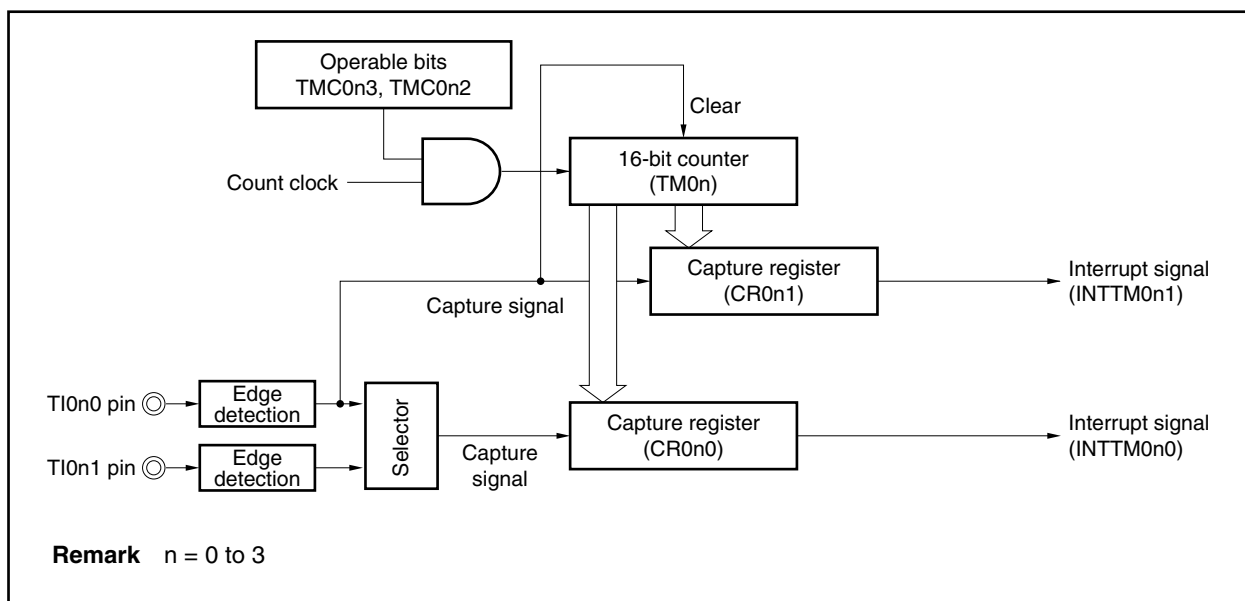 Operable bits
TMC0n3, TMC0n2
Clear
Count clock
16-bit counter
(TM0n)
Capture register
(CR0n1)
Interrupt signal
(INTTM0n1)
Capture signal
TI0n0 pin
Edge
detection
Selector
Capture
signal
Capture register
(CR0n0)
Interrupt signal
(INTTM0n0)
TI0n1 pin
Edge
detection
Remark n = 0 to 3